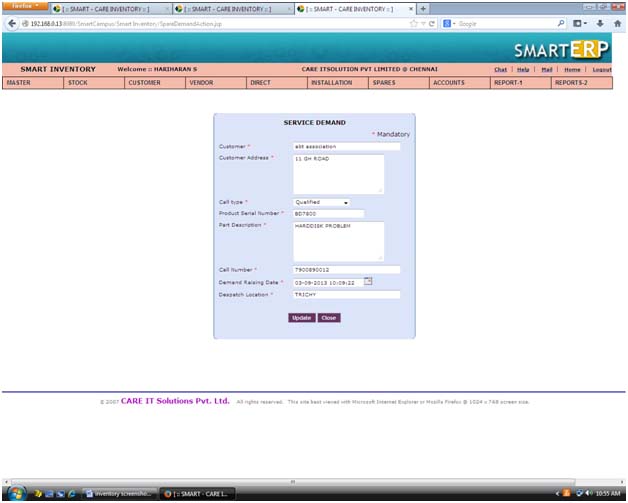 Firefox
[ :: SMART - CARE INVENTORY :: ]
[ :: SMART - CARE INVENTORY :: ]
[ :: SMART - CARE INVENTORY :: ]
192.168.0.13:8080/SmartCampus/Smart Inventory/SpareDemandAction.jsp
Google
SMARTERP
SMART INVENTORY Welcome :: HARIHARAN S CARE ITSOLUTION PVT LIMITED @ CHENNAI Chat | Help | Mail | Home | Logout
MASTER STOCK CUSTOMER VENDOR DIRECT INSTALLATION SPARES ACCOUNTS REPORT-1 REPORTS-2
SERVICE DEMAND
* Mandatory
Customer * abt association
Customer Address * 11 GH ROAD
Call type * Qualified
Product Serial Number * BD7800
Part Description * HARDDISK PROBLEM
Call Number * 7900890012
Demand Raising Date * 03-09-2013 10:09:22
Despatch Location * TRICHY
Update Close
© 2007 CARE IT Solutions Pvt. Ltd. All rights reserved. This site best viewed with Microsoft Internet Explorer or Mozilla Firefox @ 1024 x 768 screen size.
inventory screensho... [ :: SMART - CARE I... 10:55 AM